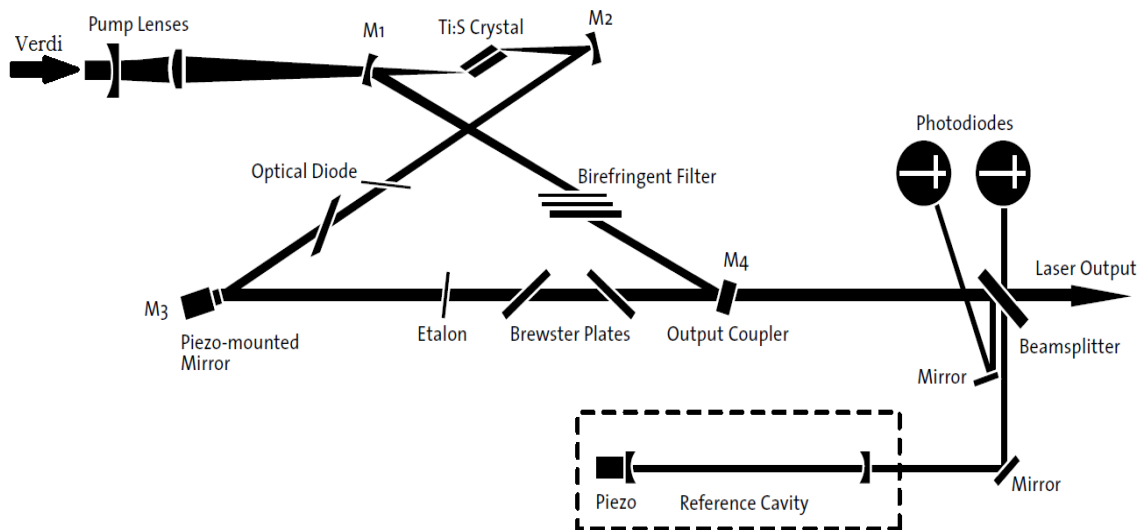 Pump Lenses
Verdi
M1
Ti:S Crystal
M2
Photodiodes
Optical Diode
Birefringent Filter
M4
Laser Output
M3
Piezo-mounted
Mirror
Etalon
Brewster Plates
Output Coupler
Beamsplitter
Mirror
Piezo
Reference Cavity
Mirror